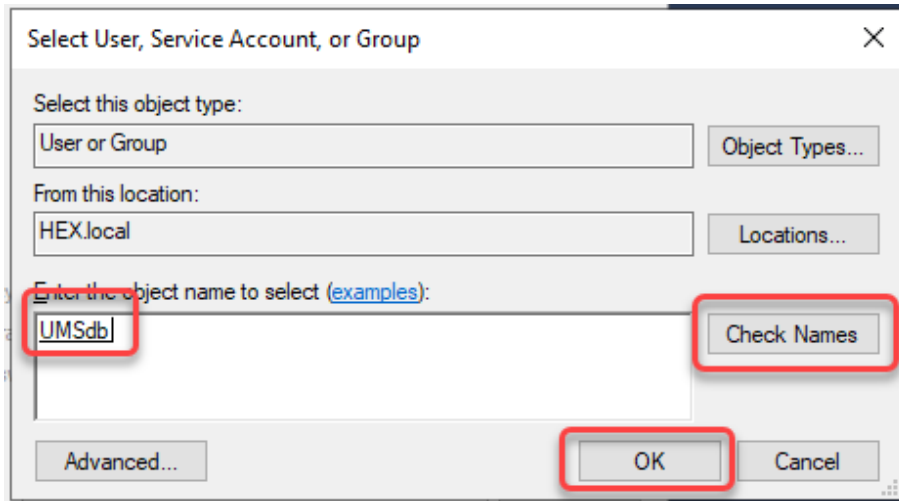 Select User, Service Account, or Group
Select this object type:
User or Group
Object Types...
From this location:
HEX.local
Locations...
Enter the object name to select (examples):
UMSdb
Check Names
Advanced...
OK
Cancel